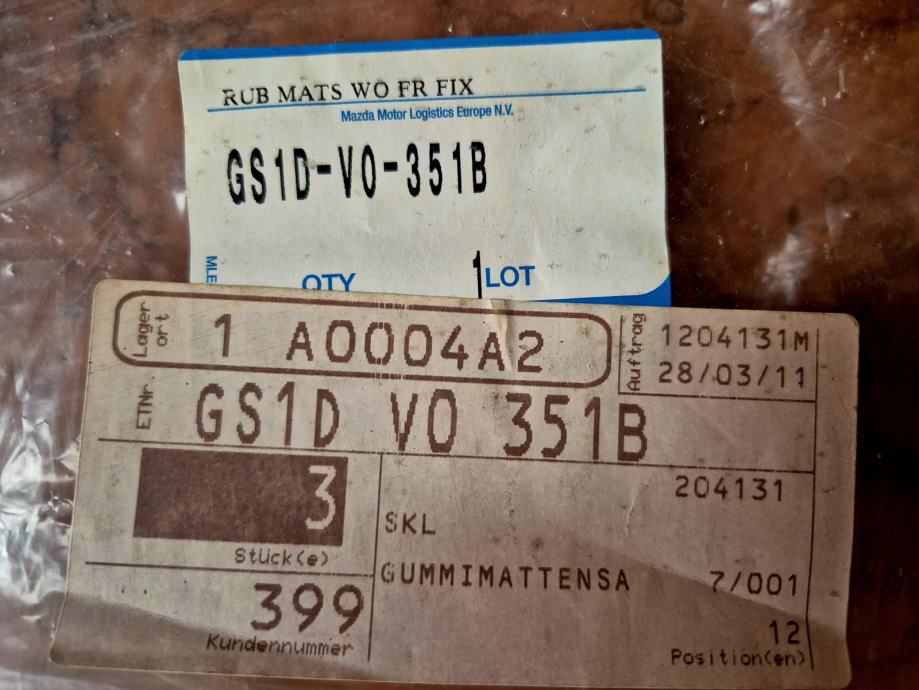 RUB MATS WO FR FIX
Mazda Motor Logistics Europe N.V.
GS1D-V0-351B
QTY 1 LOT
Lager
ort
1 A0004A2
Auftrag
1204131M
28/03/11
ETNr.
GS1D V0 351B
3
Stück(e)
204131
SKL
GUMMIMATTENSA 7/001
399
Kundennummer
12
Position(en)